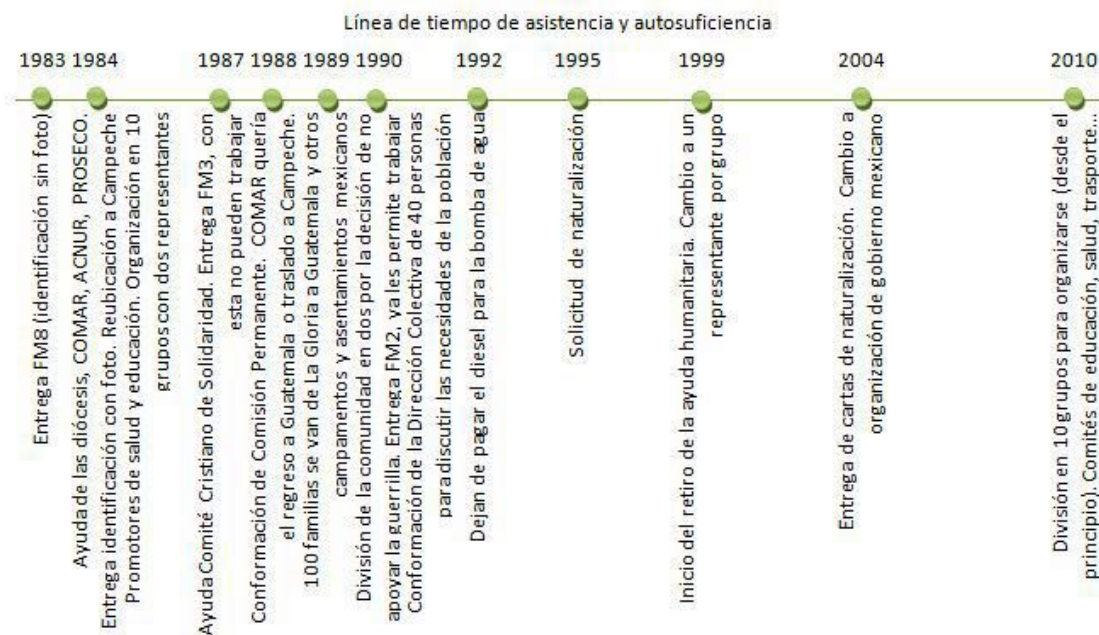 Línea de tiempo de asistencia y autosuficiencia
1983 1984 1987 1988 1989 1990 1992 1995 1999 2004 2010
Entrega FM8 (identificación sin foto)
Ayuda de las diócesis, COMAR, ACNUR, PROSECO.
Entrega identificación con foto. Reubicación a Campeche
Promotores de salud y educación. Organización en 10
grupos con dos representantes
Ayuda Comité Cristiano de Solidaridad. Entrega FM3, con
esta no pueden trabajar
Conformación de Comisión Permanente. COMAR quería
el regreso a Guatemala o traslado a Campeche.
100 familias se van de La Gloria a Guatemala y otros
campamentos y asentamientos mexicanos
División de la comunidad en dos por la decisión de no
apoyar la guerrilla. Entrega FM2, ya les permite trabajar
Conformación de la Dirección Colectiva de 40 personas
para discutir las necesidades de la población
Dejan de pagar el diesel para la bomba de agua
Solicitud de naturalización
Inicio del retiro de la ayuda humanitaria. Cambio a un
representante por grupo
Entrega de cartas de naturalización. Cambio a
organización de gobierno mexicano
División en 10 grupos para organizarse (desde el
principio). Comités de educación, salud, trasporte...